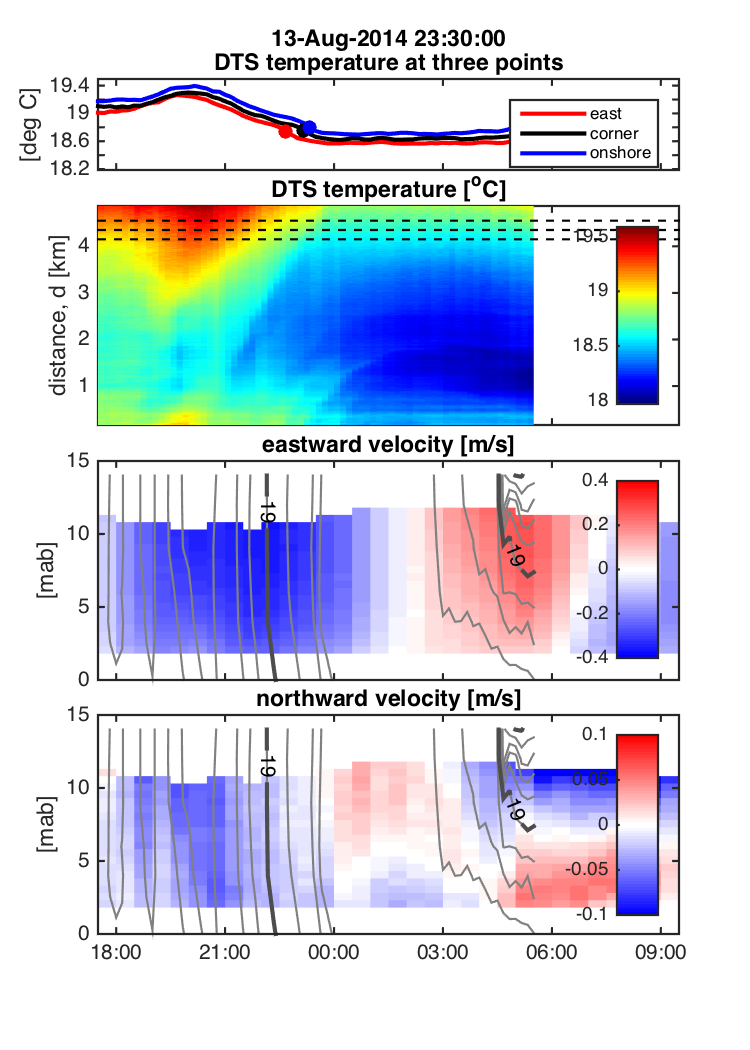 13-Aug-2014 23:30:00
DTS temperature at three points
19.4
19
18.6
18.2
[deg C]
east
corner
onshore
DTS temperature [°C]
4
3
2
1
distance, d [km]
19.5
19
18.5
18
eastward velocity [m/s]
15
10
5
0
[mab]
19
19
0.4
0.2
0
-0.2
-0.4
northward velocity [m/s]
15
10
5
0
[mab]
19
19
0.1
0.05
0
-0.05
-0.1
18:00 21:00 00:00 03:00 06:00 09:00